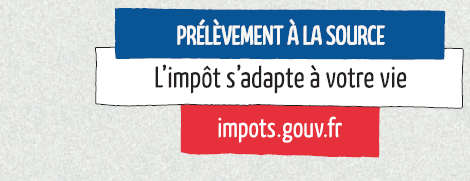 PRÉLÈVEMENT À LA SOURCE
L'impôt s'adapte à votre vie
impots.gouv.fr